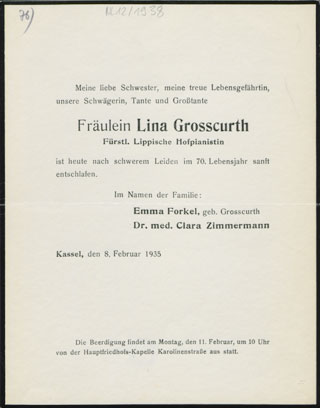 76)
12/1938
Meine liebe Schwester, meine treue Lebensgefährtin,
unsere Schwägerin, Tante und Großtante
Fräulein Lina Grosscurth
Fürstl. Lippische Hofpianistin
ist heute nach schwerem Leiden im 70. Lebensjahr sanft
entschlafen.
Im Namen der Familie:
Emma Forkel, geb. Grosscurth
Dr. med. Clara Zimmermann
Kassel, den 8. Februar 1935
Die Beerdigung findet am Montag, den 11. Februar, um 10 Uhr
von der Hauptfriedhofs-Kapelle Karolinenstraße aus statt.